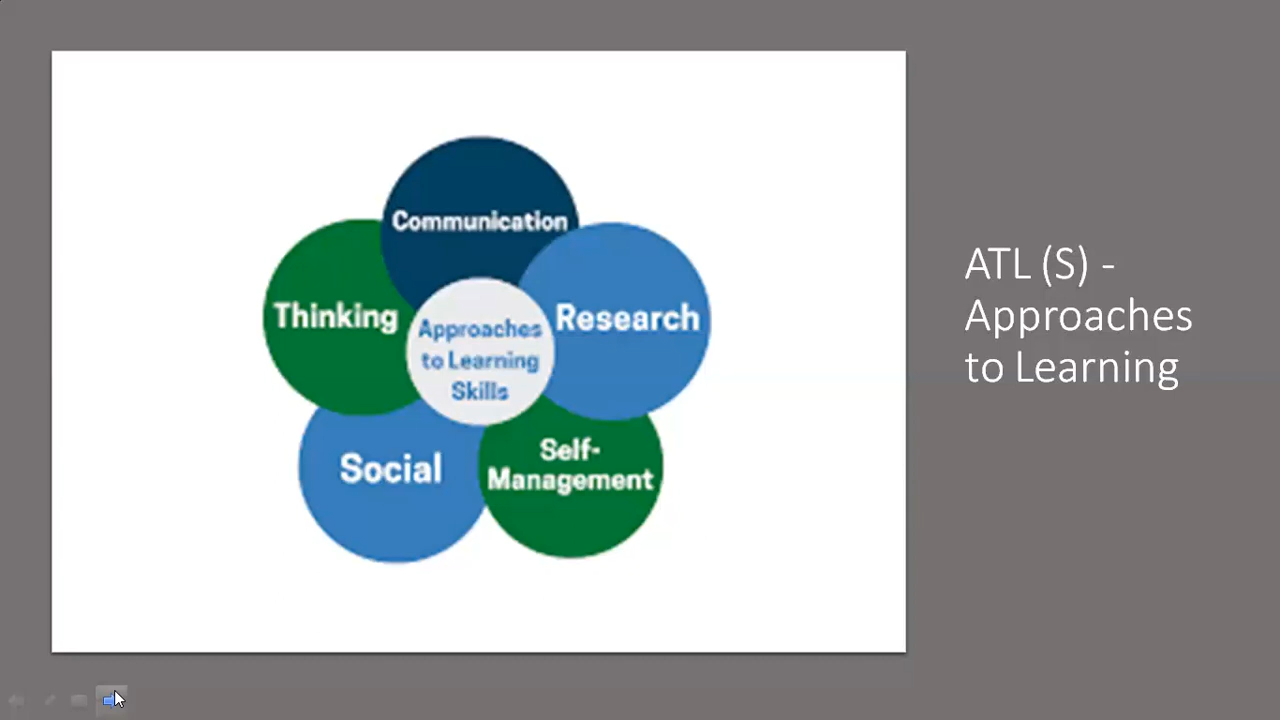 Communication
Thinking
Research
Approaches
to Learning
Skills
Social
Self-
Management
ATL (S) -
Approaches
to Learning